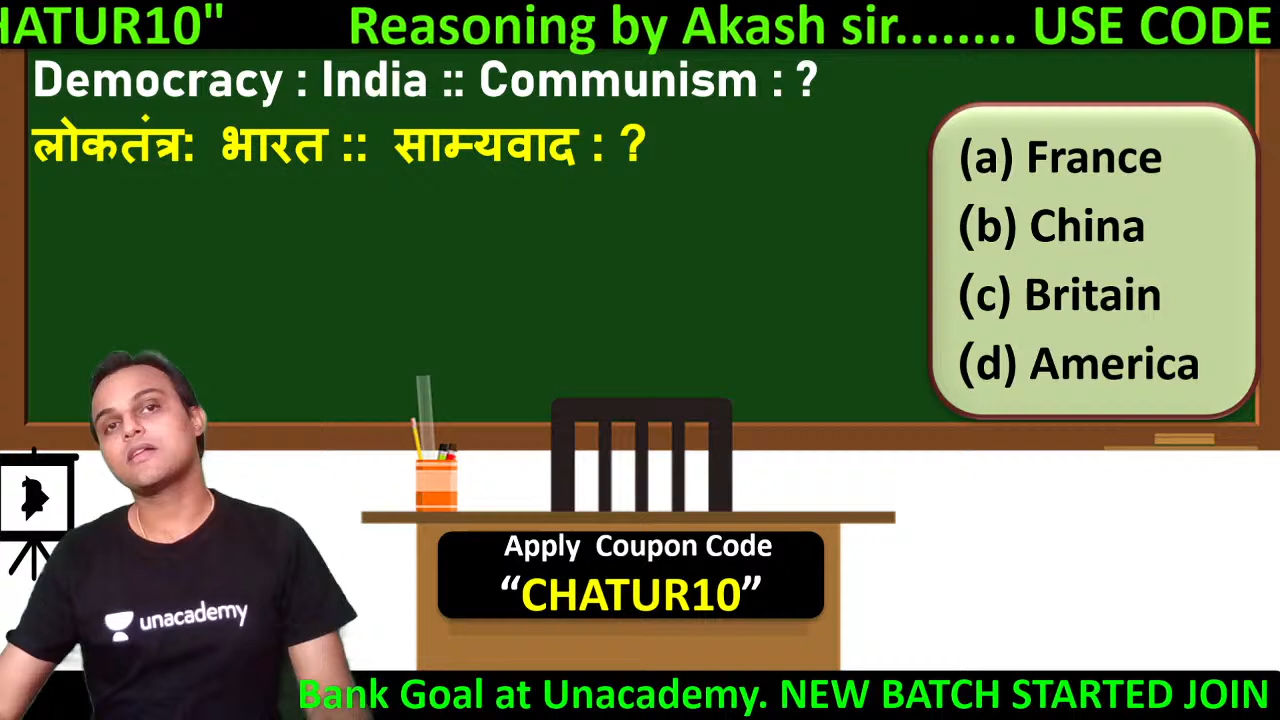 HATUR10" Reasoning by Akash sir........ USE CODE
Democracy : India :: Communism : ?
लोकतंत्र: भारत :: साम्यवाद : ?
(a) France
(b) China
(c) Britain
(d) America
unacademy
Apply Coupon Code
“CHATUR10”
Bank Goal at Unacademy. NEW BATCH STARTED JOIN